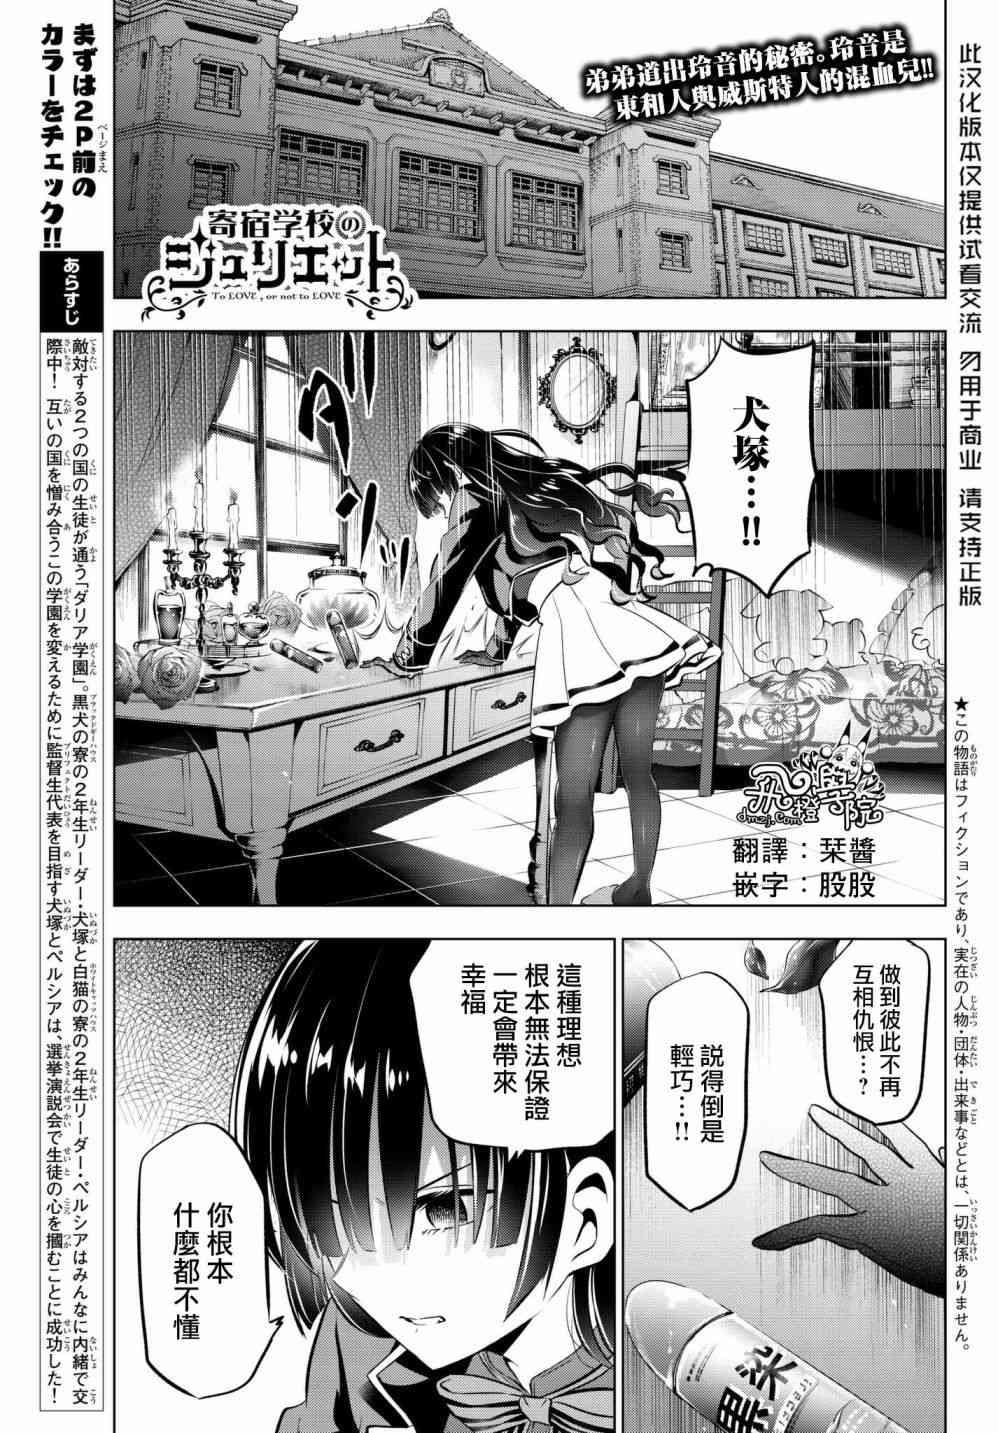 此汉化版本仅提供试看交流 勿用于商业 请支持正版
弟弟道出玲音的秘密。玲音是
東和人與威斯特人的混血兒!!
寄宿学校の
ジュリエット
To LOVE, or not to LOVE
犬塚…!!
dmzj.com
翻譯：栞醬
嵌字：股股
★この物語はフィクションであり、実在の人物・団体・出来事などとは、一切関係ありません。
做到彼此不再
互相仇恨…?
說得倒是
輕巧…!!
黒染
這種理想
根本無法保證
一定會帶來
幸福
你根本
什麼都不懂
まずは2P前の
カラーをチェック!!
あらすじ
敵対する2つの国の生徒が通う「ダリア学園」。黒犬の寮の2年生リーダー・犬塚と白猫の寮の2年生リーダー・ペルシアはみんなに内緒で交
際中！ 互いの国を憎み合うこの学園を変えるために監督生代表を目指す犬塚とペルシアは、選挙演説会で生徒の心を掴むことに成功した！